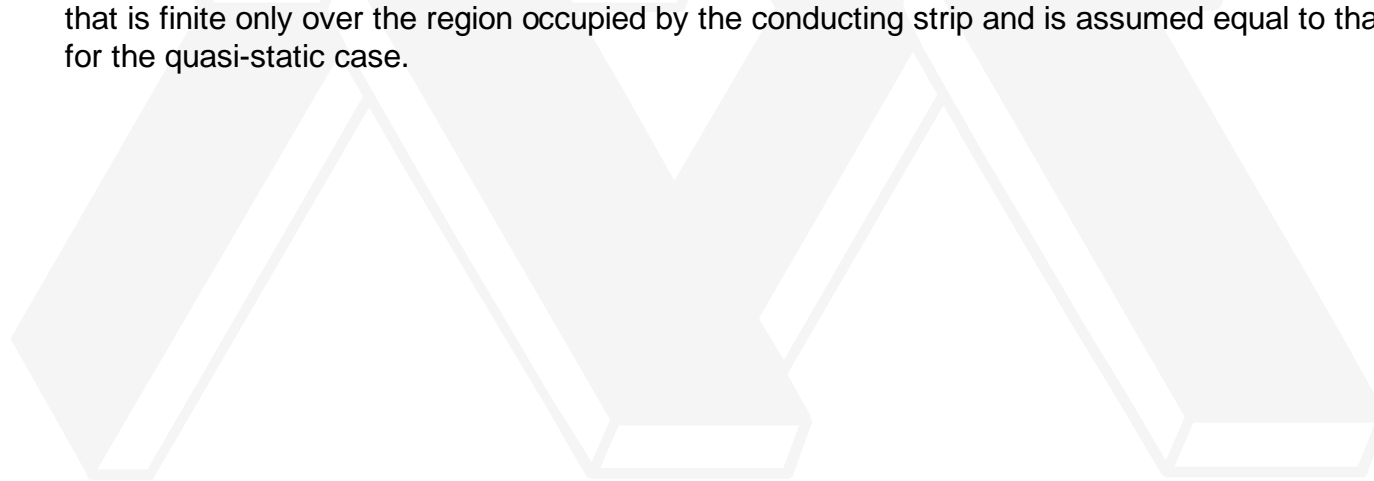 that is finite only over the region occupied by the conducting strip and is assumed equal to
for the quasi-static case.